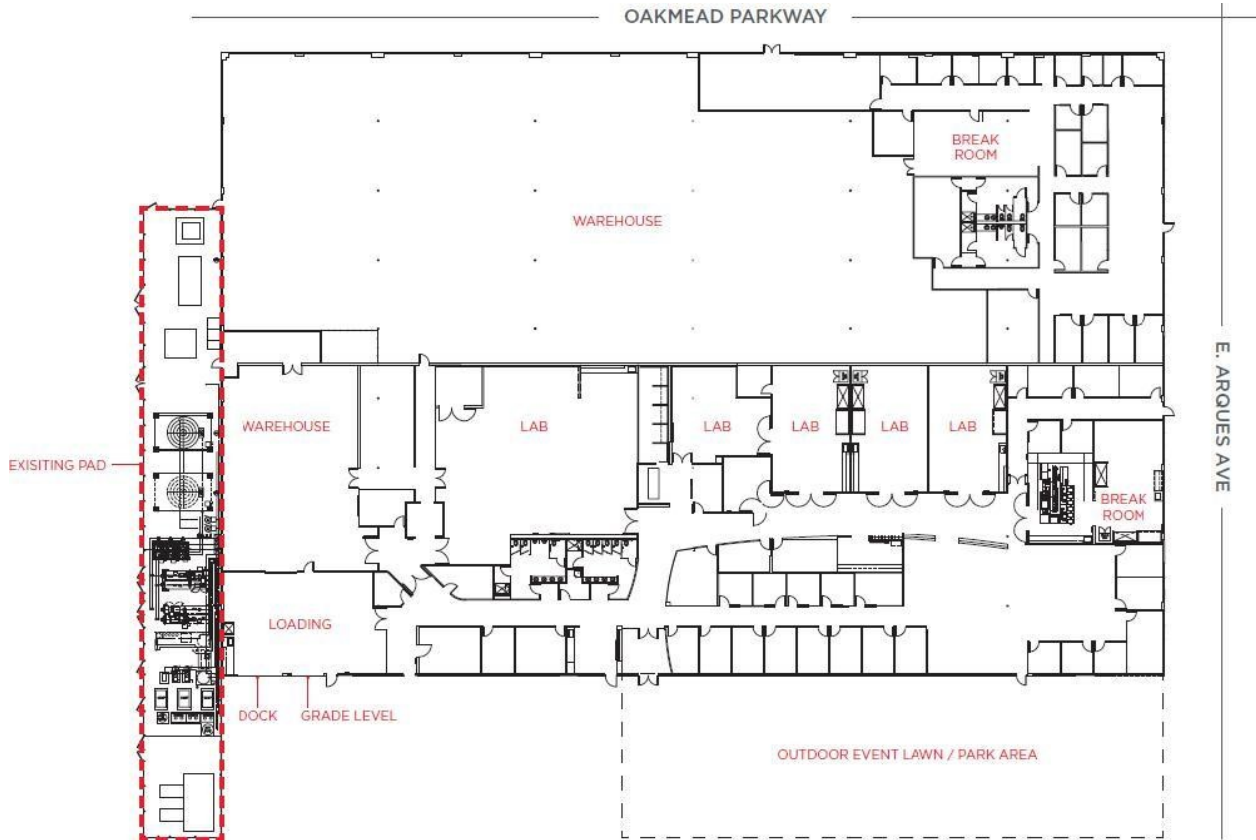 OAKMEAD PARKWAY
BREAK
ROOM
WAREHOUSE
E. ARQUES AVE
WAREHOUSE
LAB
LAB
LAB
LAB
LAB
EXISITING PAD
BREAK
ROOM
LOADING
DOCK
GRADE LEVEL
OUTDOOR EVENT LAWN / PARK AREA